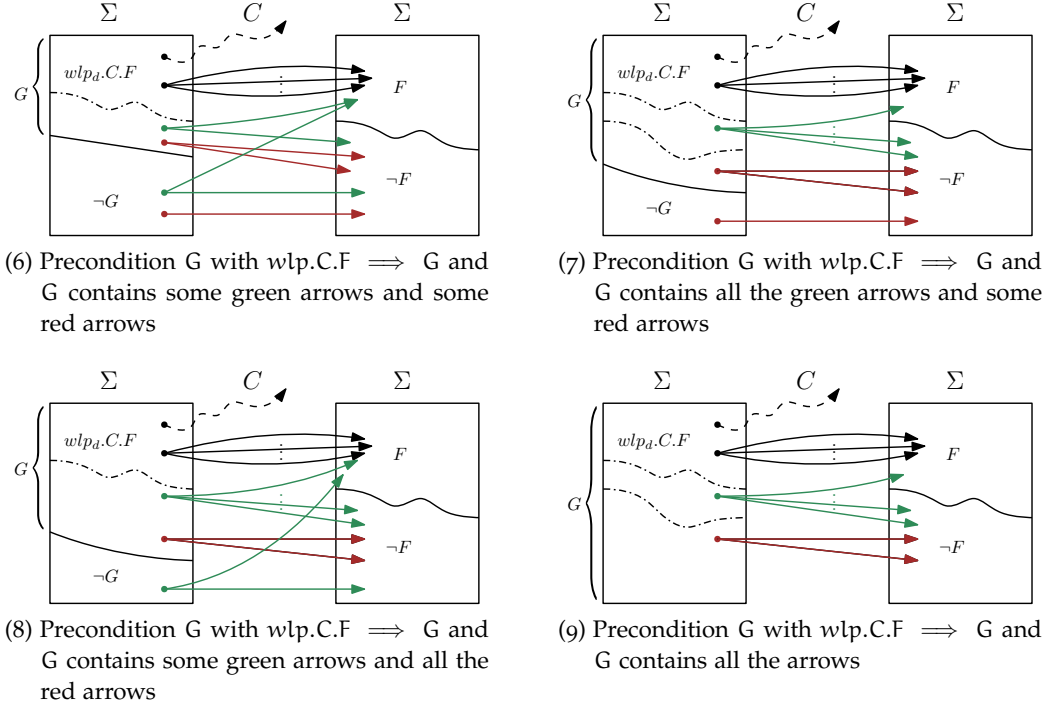 Σ C Σ
wlp_d.C.F
G
F
¬F
¬G
(6) Precondition G with wlp.C.F ⟹ G and
G contains some green arrows and some
red arrows
Σ C Σ
wlp_d.C.F
G
F
¬F
¬G
(7) Precondition G with wlp.C.F ⟹ G and
G contains all the green arrows and some
red arrows
Σ C Σ
wlp_d.C.F
G
F
¬F
¬G
(8) Precondition G with wlp.C.F ⟹ G and
G contains some green arrows and all the
red arrows
Σ C Σ
wlp_d.C.F
F
G
¬F
(9) Precondition G with wlp.C.F ⟹ G and
G contains all the arrows